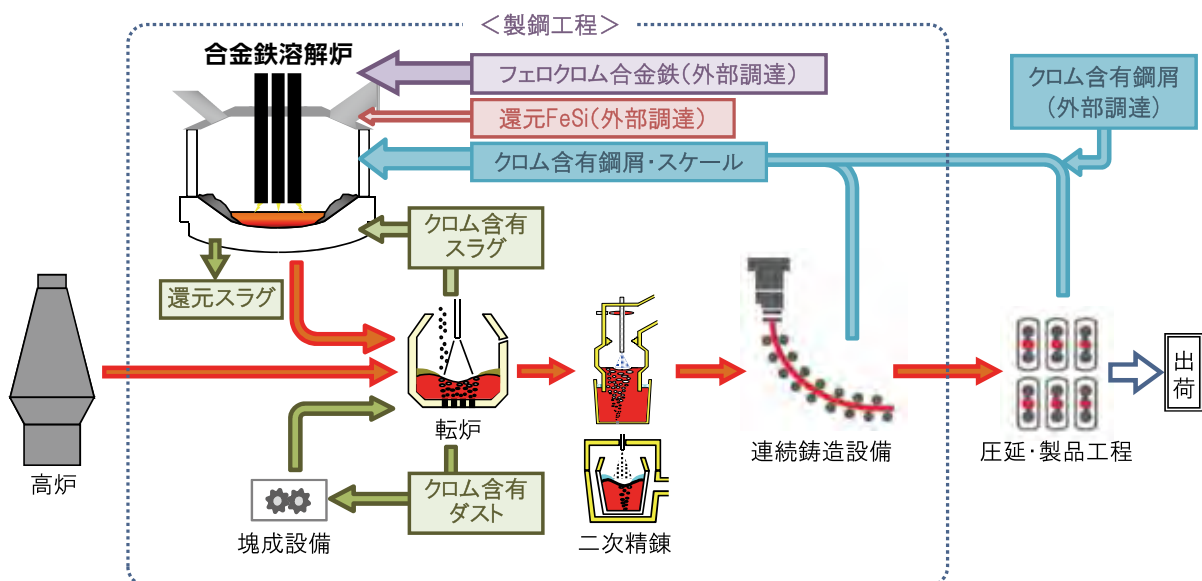 ＜製鋼工程＞
合金鉄溶解炉
フェロクロム合金鉄(外部調達)
還元FeSi(外部調達)
クロム含有鋼屑・スケール
クロム含有鋼屑
(外部調達)
クロム含有
スラグ
還元スラグ
高炉
転炉
クロム含有
ダスト
塊成設備
二次精錬
連続鋳造設備
圧延・製品工程
出荷